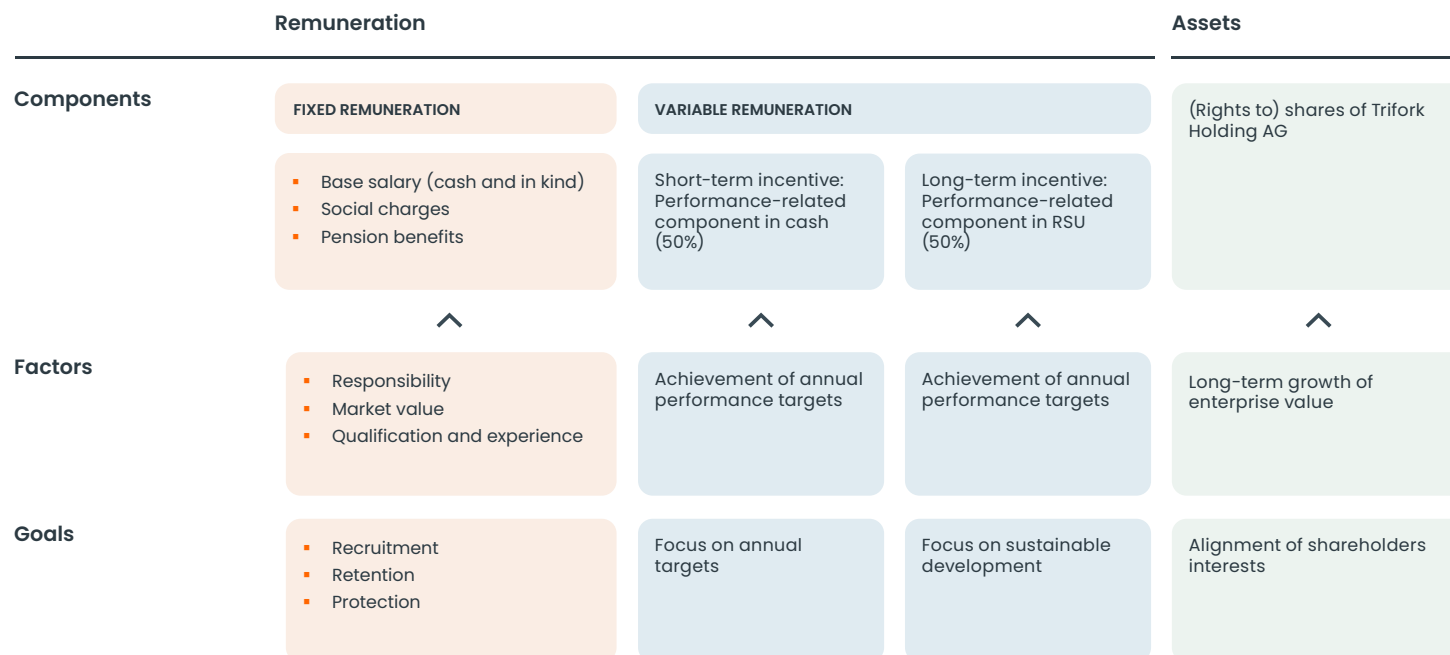 Remuneration
Assets
Components
FIXED REMUNERATION
VARIABLE REMUNERATION
(Rights to) shares of Trifork
Holding AG
Base salary (cash and in kind)
Social charges
Pension benefits
Short-term incentive:
Performance-related
component in cash
(50%)
Long-term incentive:
Performance-related
component in RSU
(50%)
Factors
Responsibility
Market value
Qualification and experience
Achievement of annual
performance targets
Achievement of annual
performance targets
Long-term growth of
enterprise value
Goals
Recruitment
Retention
Protection
Focus on annual
targets
Focus on sustainable
development
Alignment of shareholders
interests